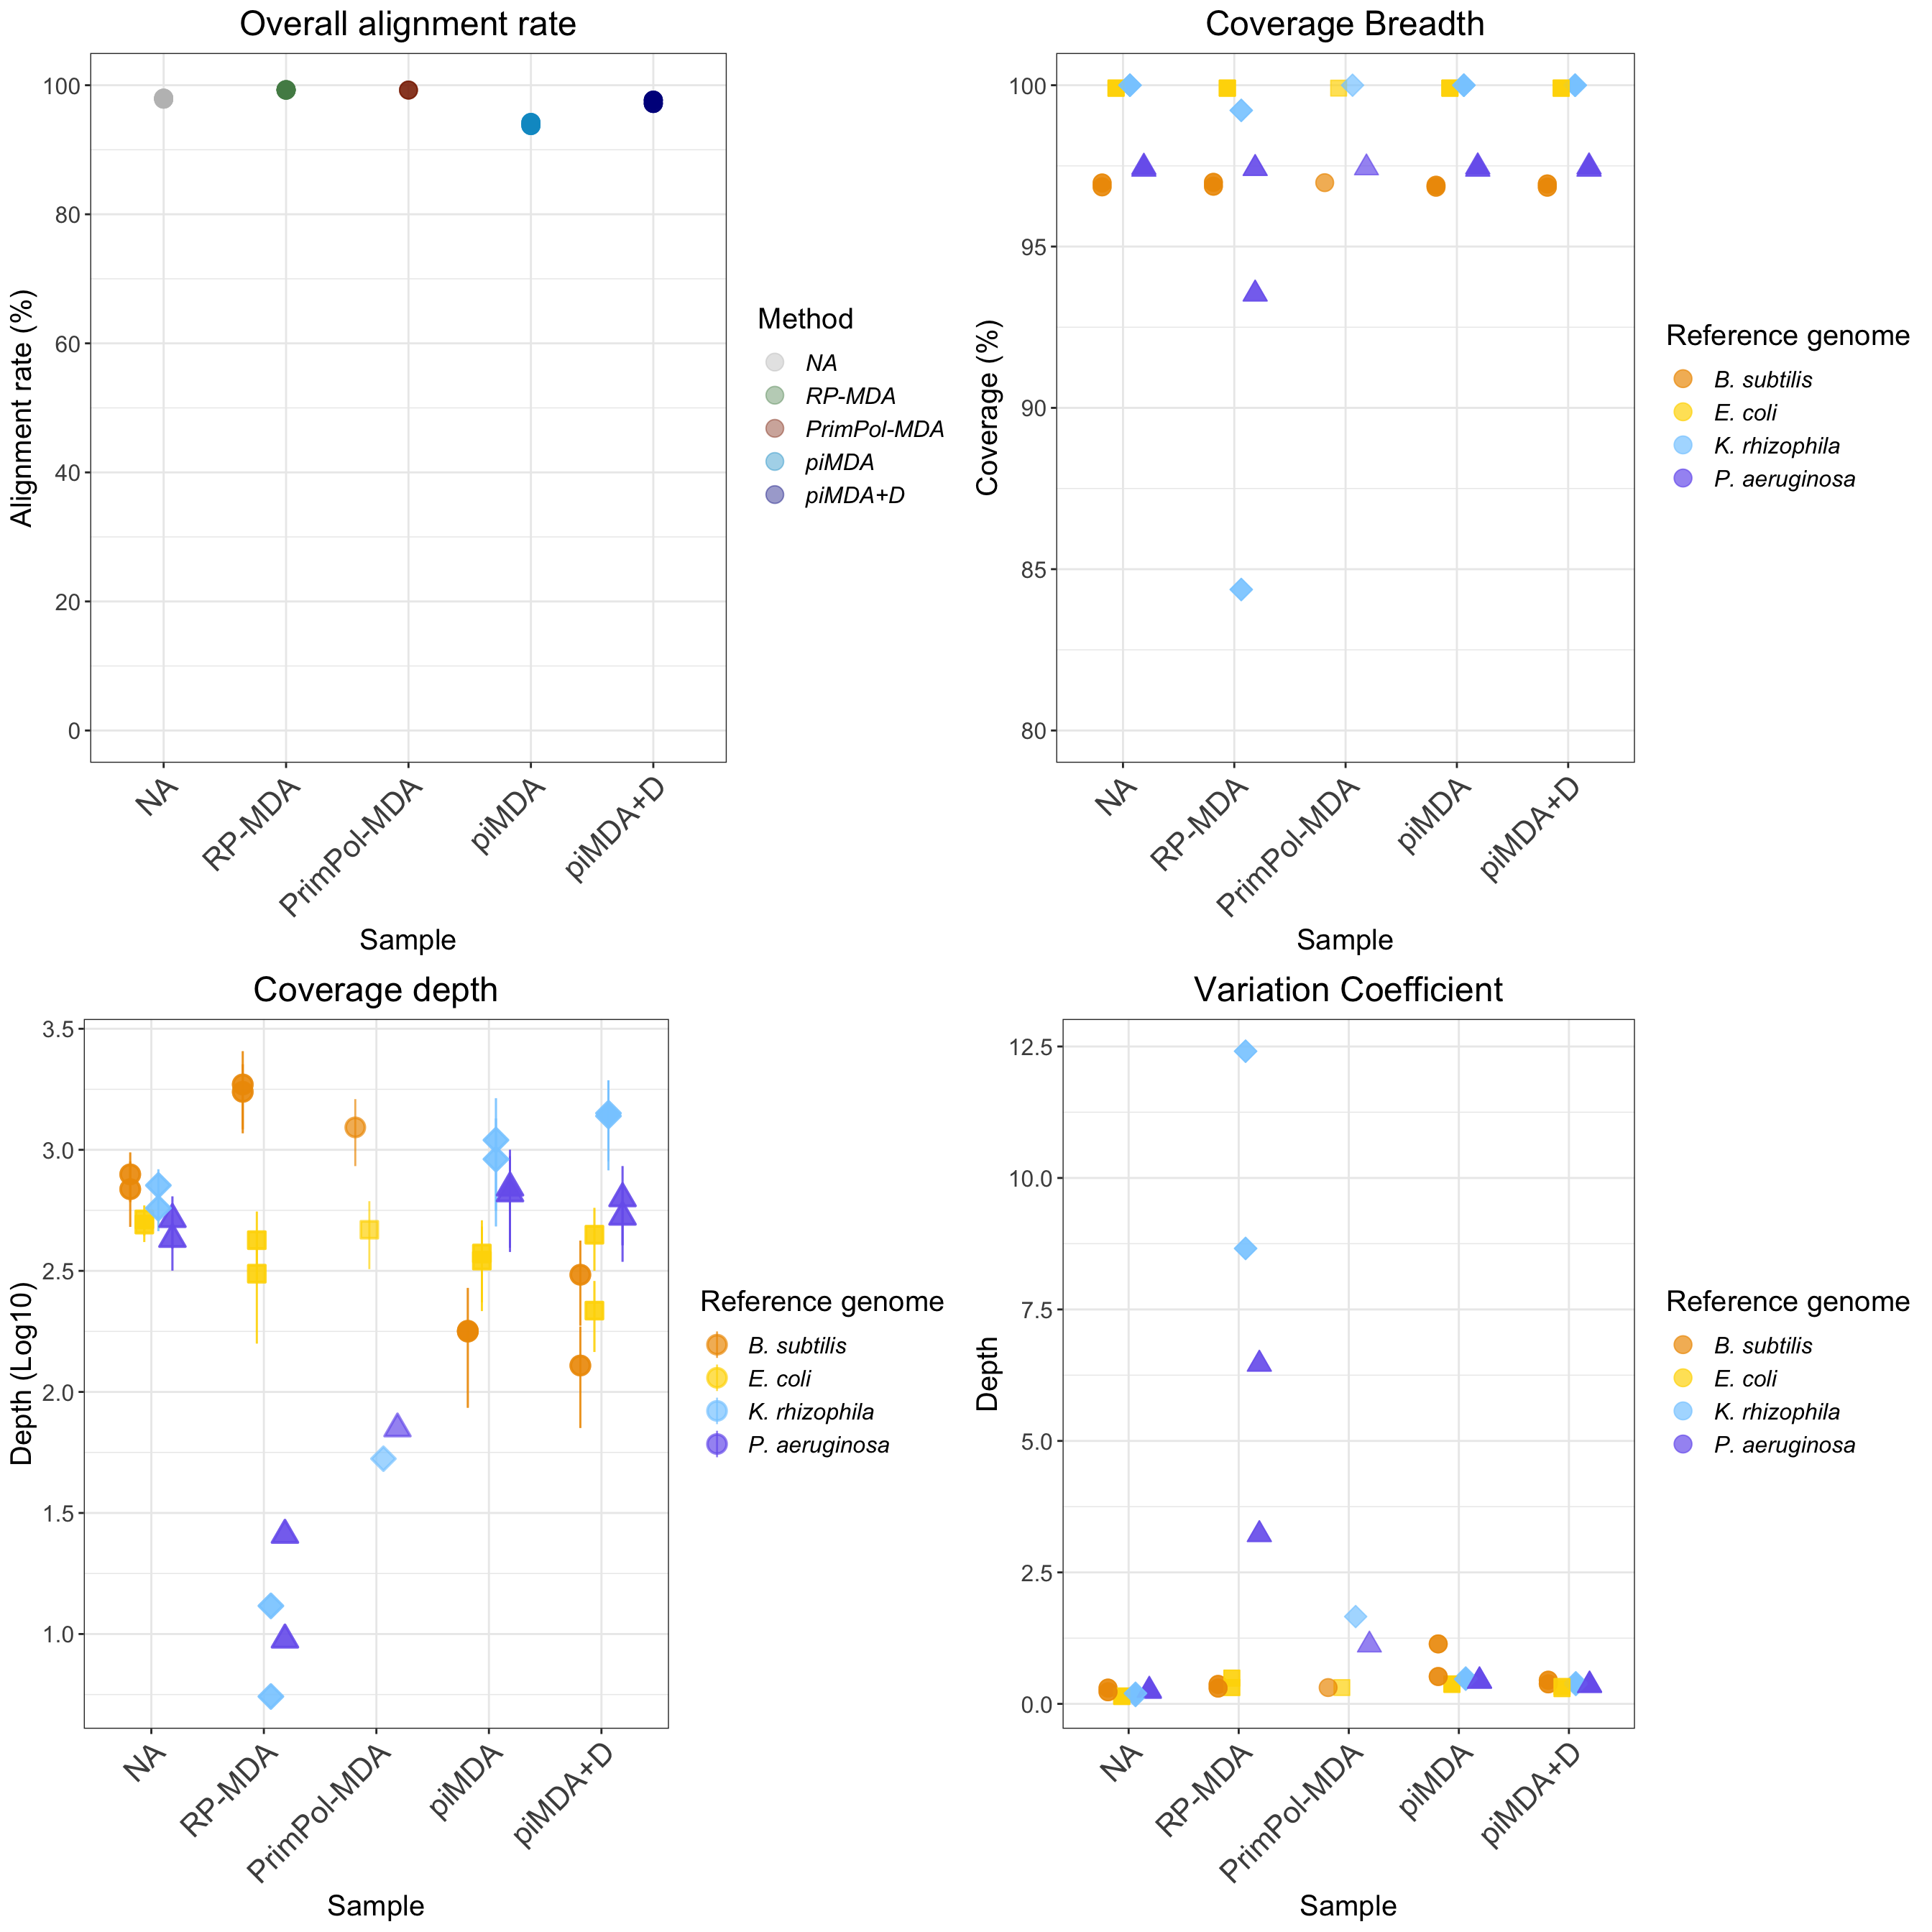 Overall alignment rate
Alignment rate (%)
100
80
60
40
20
0
NA
RP-MDA
PrimPol-MDA
piMDA
piMDA+D
Sample
Method
NA
RP-MDA
PrimPol-MDA
piMDA
piMDA+D
Coverage Breadth
Coverage (%)
100
95
90
85
80
NA
RP-MDA
PrimPol-MDA
piMDA
piMDA+D
Sample
Reference genome
B. subtilis
E. coli
K. rhizophila
P. aeruginosa
Coverage depth
Depth (Log10)
3.5
3.0
2.5
2.0
1.5
1.0
NA
RP-MDA
PrimPol-MDA
piMDA
piMDA+D
Sample
Reference genome
B. subtilis
E. coli
K. rhizophila
P. aeruginosa
Variation Coefficient
Depth
12.5
10.0
7.5
5.0
2.5
0.0
NA
RP-MDA
PrimPol-MDA
piMDA
piMDA+D
Sample
Reference genome
B. subtilis
E. coli
K. rhizophila
P. aeruginosa